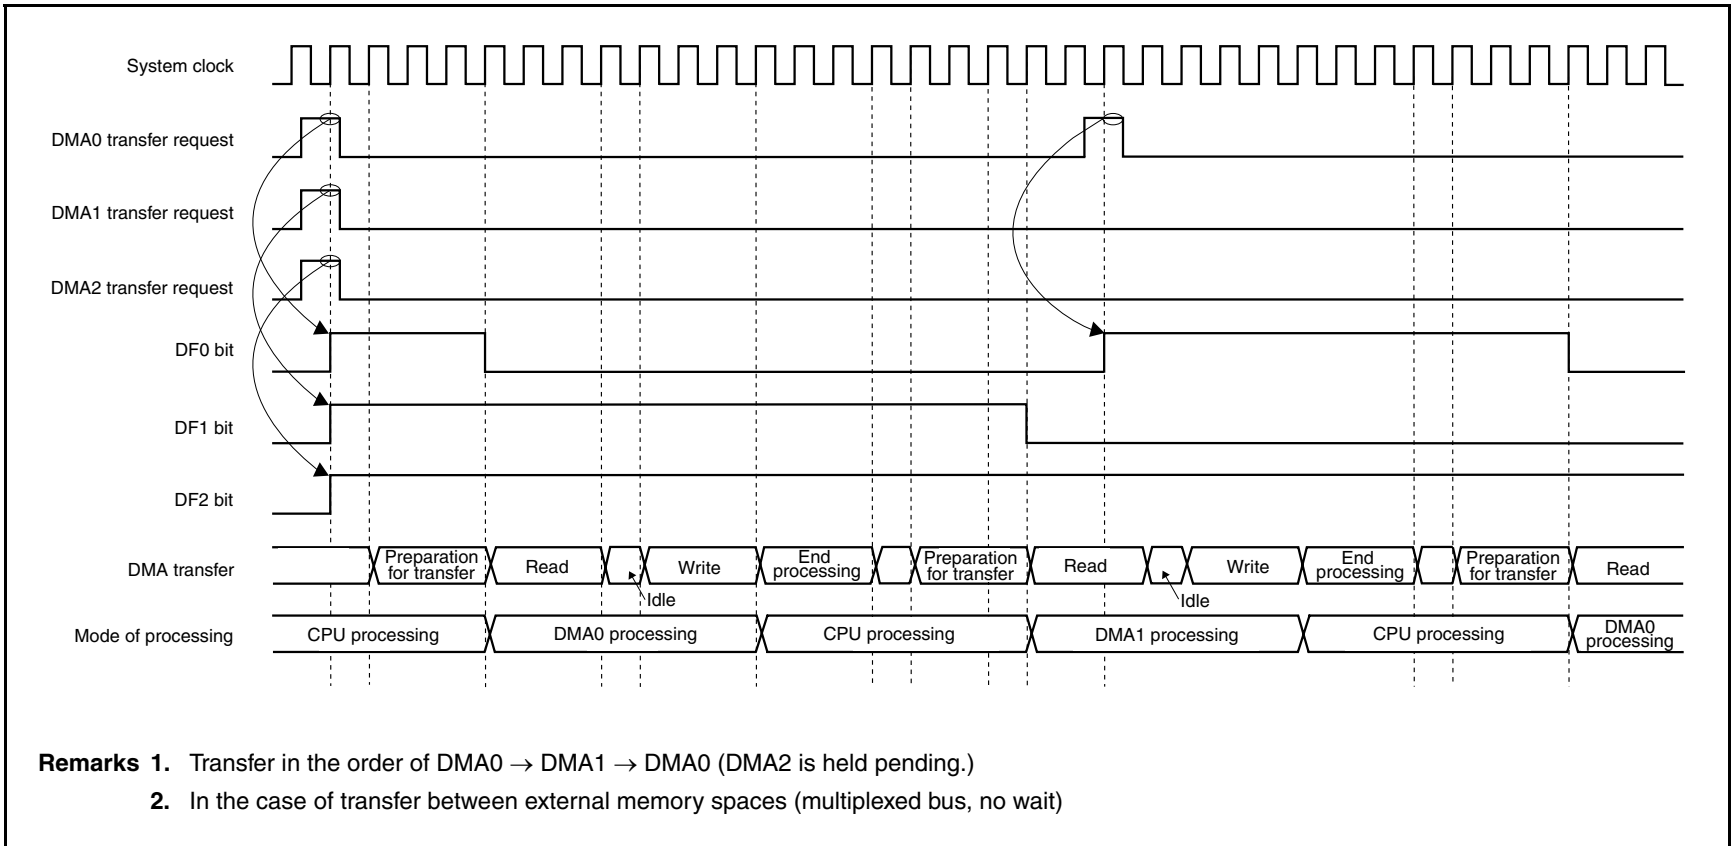 System clock
DMA0 transfer request
DMA1 transfer request
DMA2 transfer request
DF0 bit
DF1 bit
DF2 bit
DMA transfer
Preparation
for transfer
Read
Write
End
processing
Preparation
for transfer
Read
Write
End
processing
Preparation
for transfer
Read
Idle
Idle
Mode of processing
CPU processing
DMA0 processing
CPU processing
DMA1 processing
CPU processing
DMA0
processing
Remarks 1. Transfer in the order of DMA0 → DMA1 → DMA0 (DMA2 is held pending.)
2. In the case of transfer between external memory spaces (multiplexed bus, no wait)